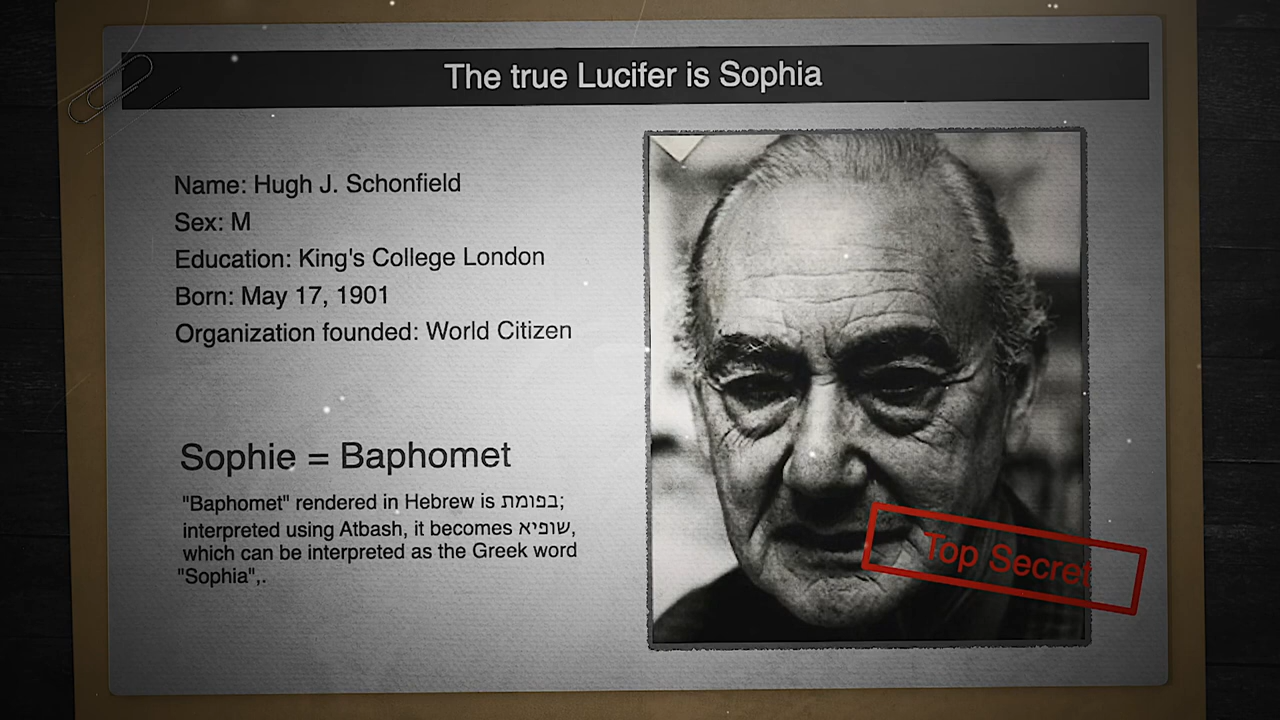 The true Lucifer is Sophia
Name: Hugh J. Schonfield
Sex: M
Education: King's College London
Born: May 17, 1901
Organization founded: World Citizen
Sophie = Baphomet
"Baphomet" rendered in Hebrew is בפומת;
interpreted using Atbash, it becomes שופיא,
which can be interpreted as the Greek word
"Sophia",.
Top Secret